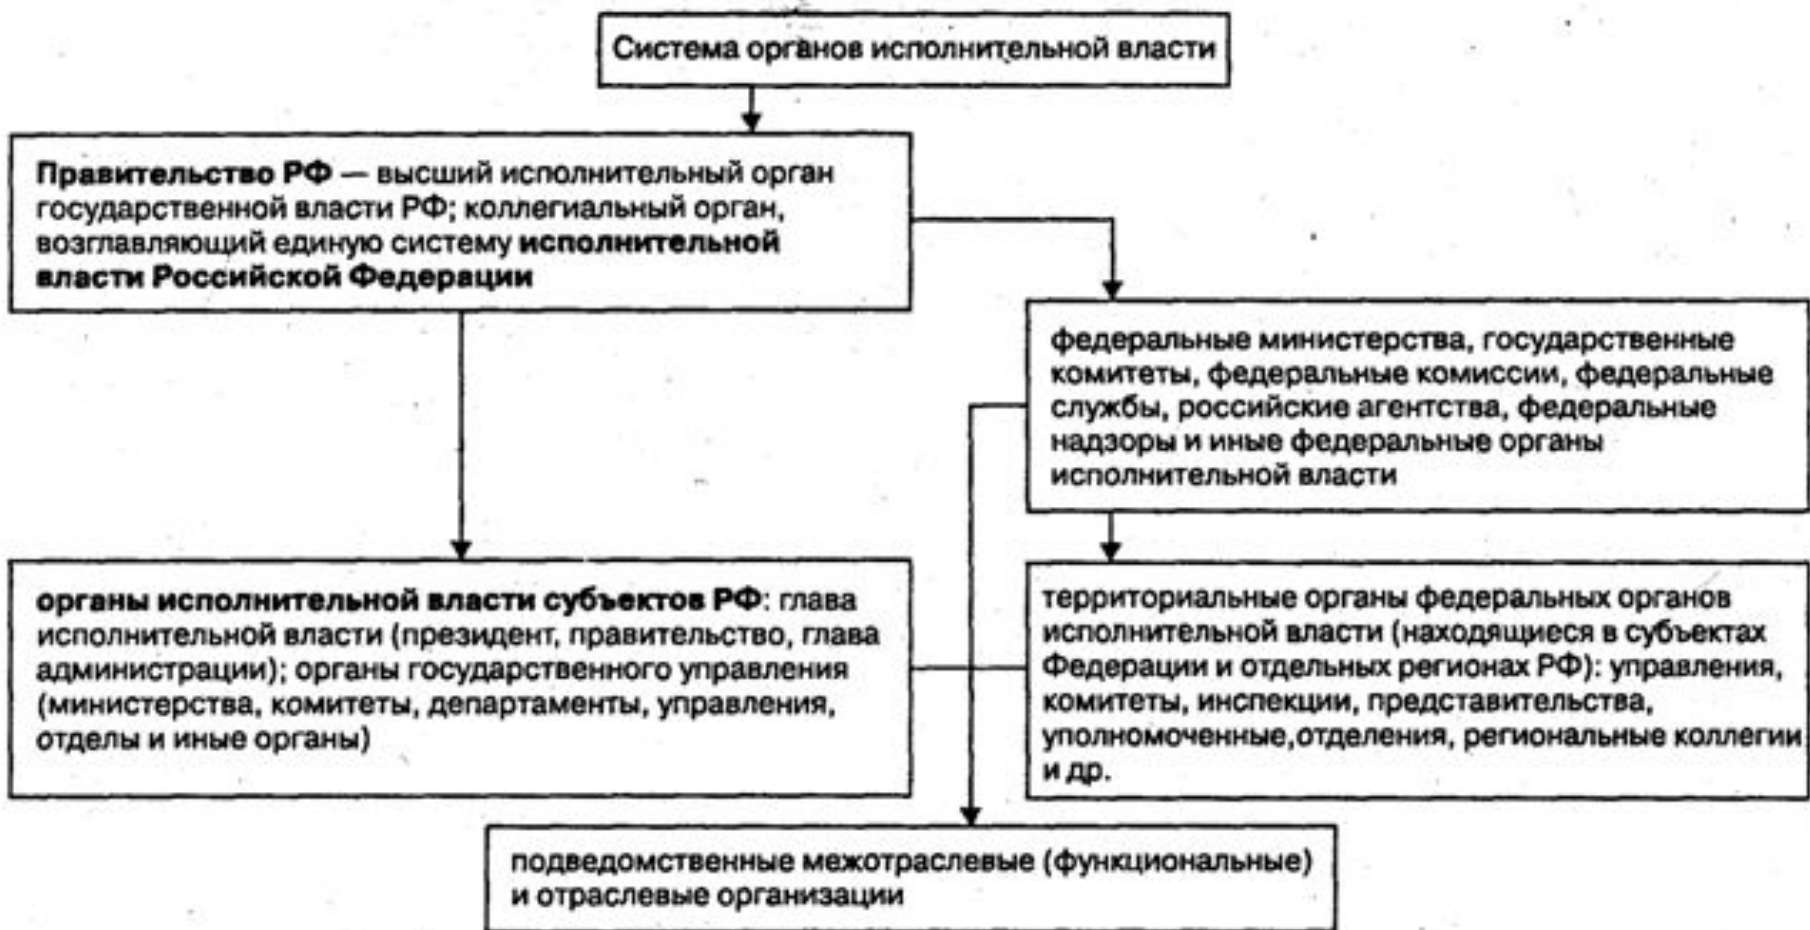 Система органов исполнительной власти
Правительство РФ — высший исполнительный орган
государственной власти РФ; коллегиальный орган,
возглавляющий единую систему исполнительной
власти Российской Федерации
федеральные министерства, государственные
комитеты, федеральные комиссии, федеральные
службы, российские агентства, федеральные
надзоры и иные федеральные органы
исполнительной власти
органы исполнительной власти субъектов РФ: глава
исполнительной власти (президент, правительство, глава
администрации); органы государственного управления
(министерства, комитеты, департаменты, управления,
отделы и иные органы)
территориальные органы федеральных органов
исполнительной власти (находящиеся в субъектах
Федерации и отдельных регионах РФ): управления,
комитеты, инспекции, представительства,
уполномоченные,отделения, региональные коллегии
и др.
подведомственные межотраслевые (функциональные)
и отраслевые организации